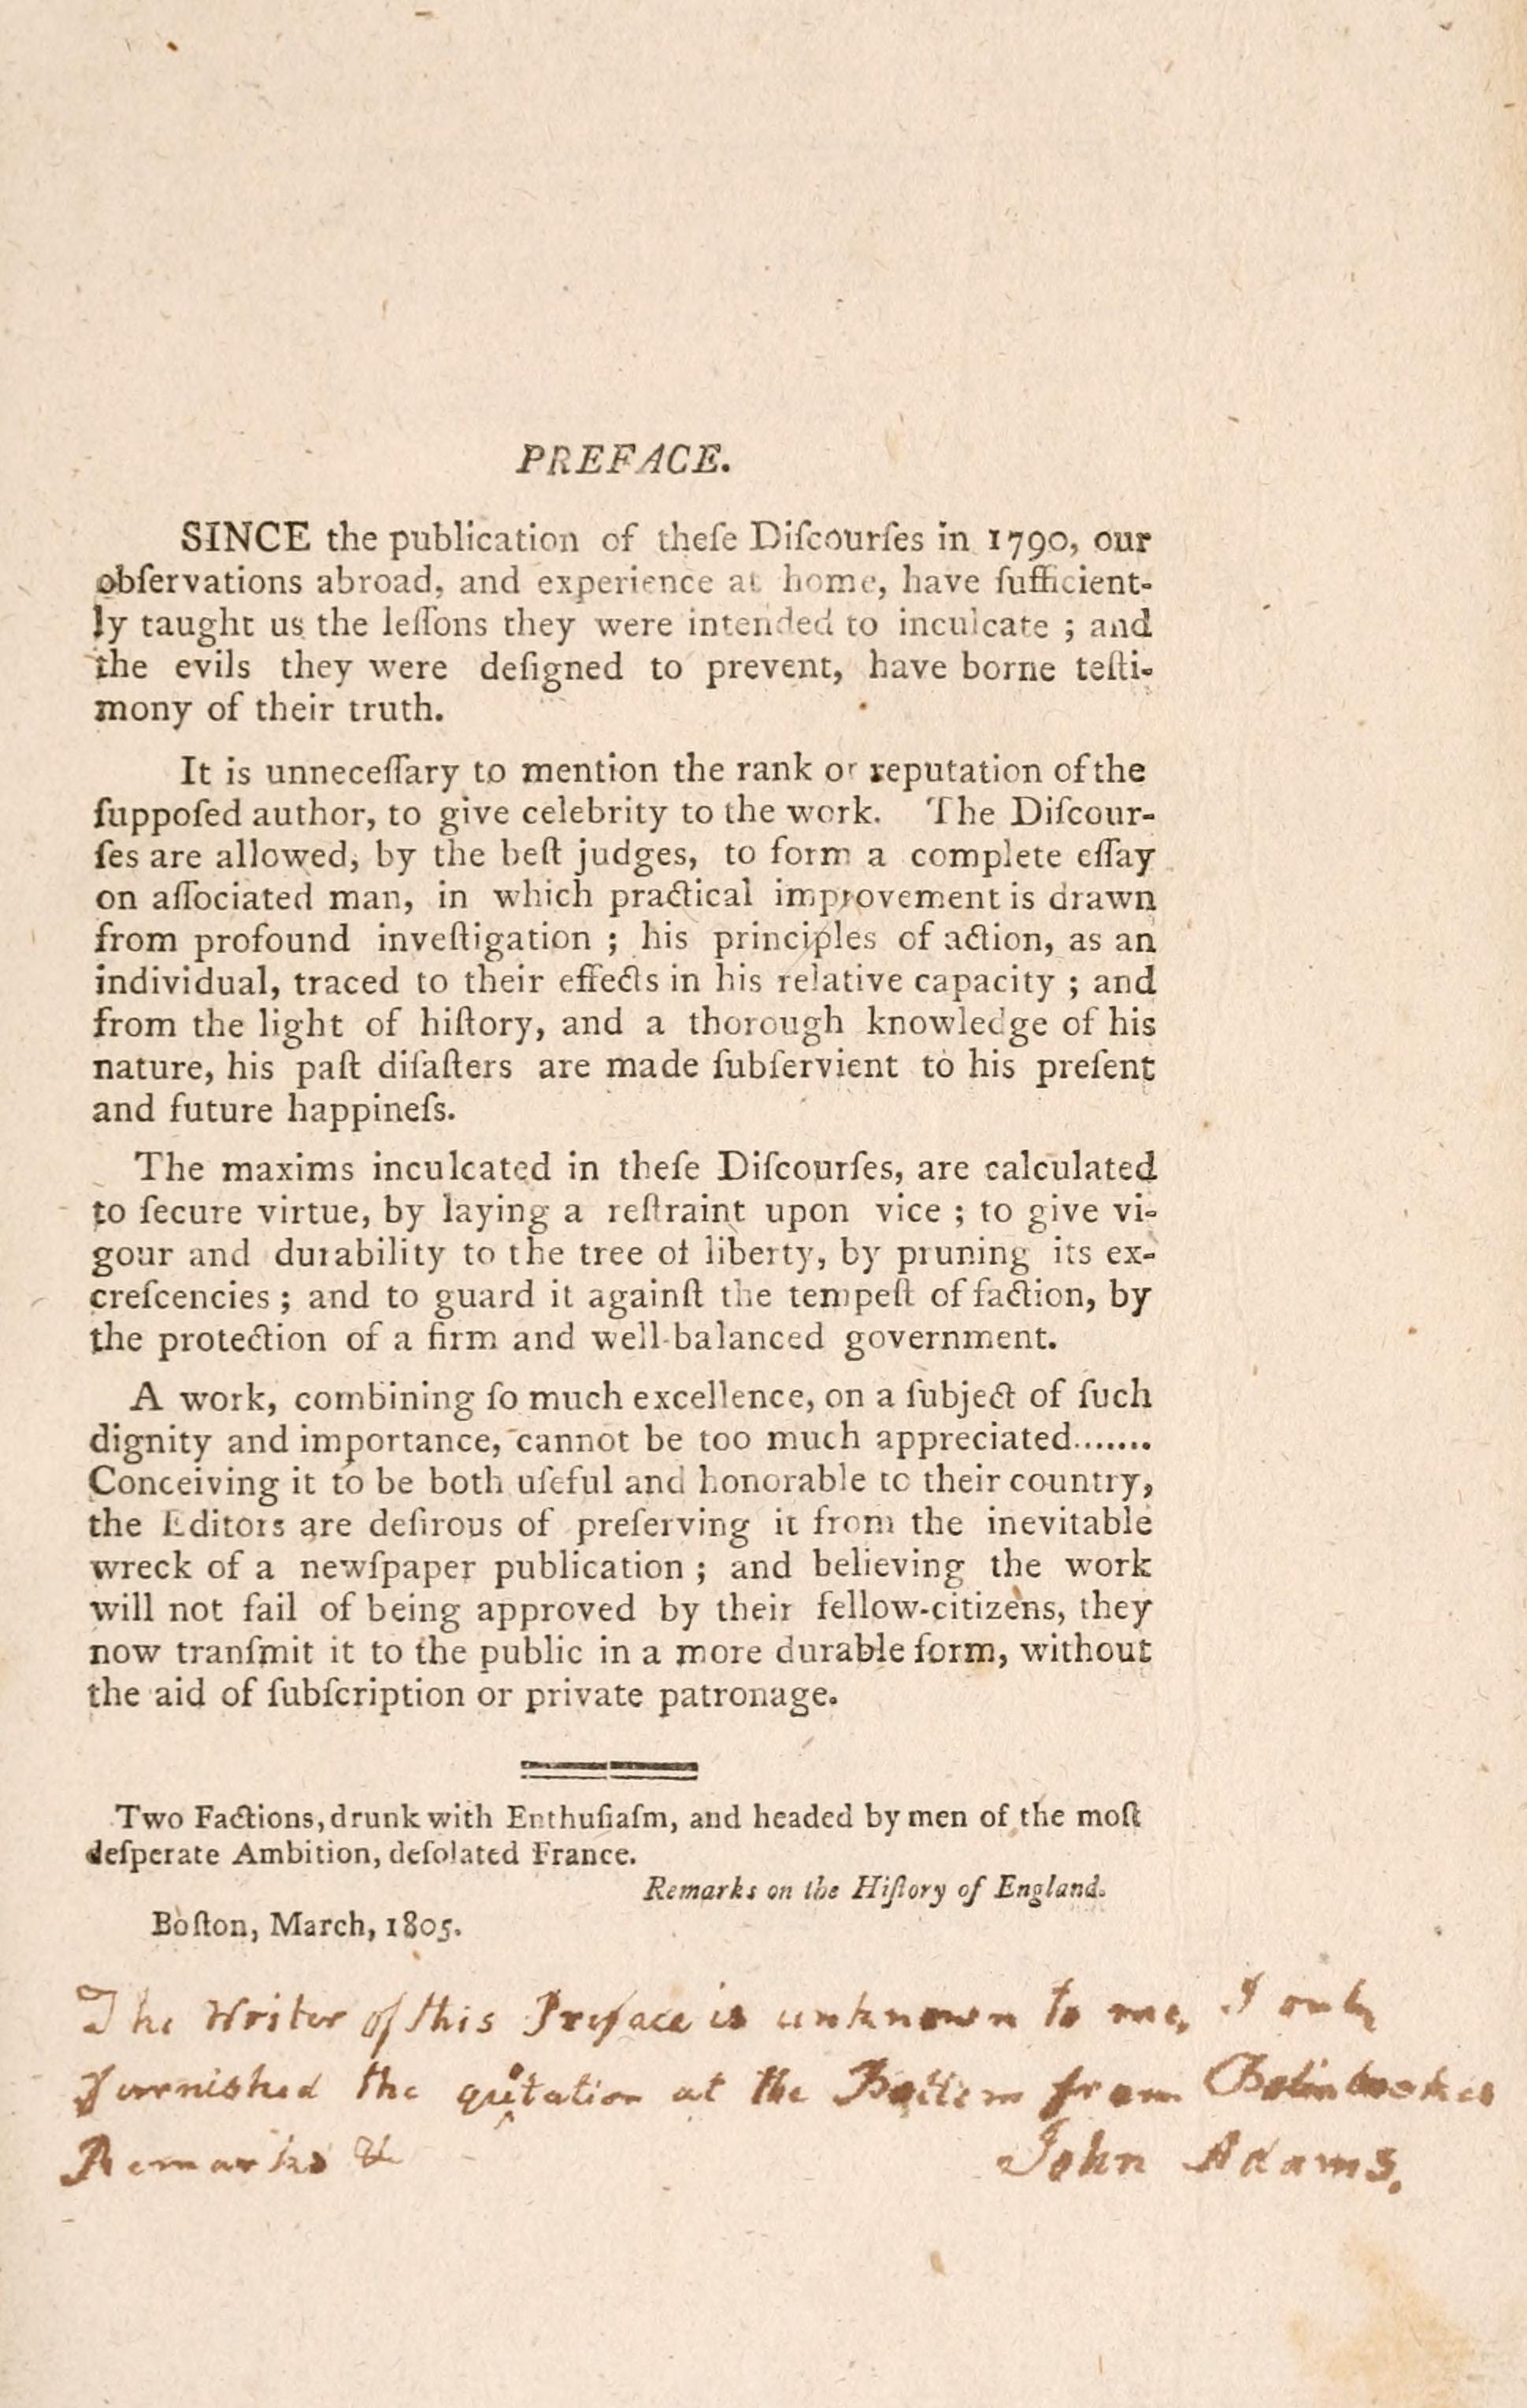 PREFACE.
SINCE the publication of theſe Diſcourſes in 1790, our
obſervations abroad, and experience at home, have ſufficient-
ly taught us the leſſons they were intended to inculcate ; and
the evils they were deſigned to prevent, have borne teſti-
mony of their truth.
It is unneceſſary to mention the rank or reputation of the
ſuppoſed author, to give celebrity to the work. The Diſcour-
ſes are allowed, by the beſt judges, to form a complete eſſay
on aſſociated man, in which practical improvement is drawn
from profound inveſtigation ; his principles of action, as an
individual, traced to their effects in his relative capacity ; and
from the light of hiſtory, and a thorough knowledge of his
nature, his paſt diſaſters are made ſubſervient to his preſent
and future happineſs.
The maxims inculcated in theſe Diſcourſes, are calculated
to ſecure virtue, by laying a reſtraint upon vice ; to give vi-
gour and durability to the tree of liberty, by pruning its ex-
creſcencies ; and to guard it againſt the tempeſt of faction, by
the protection of a firm and well-balanced government.
A work, combining ſo much excellence, on a ſubject of ſuch
dignity and importance, cannot be too much appreciated.......
Conceiving it to be both uſeful and honorable to their country,
the Editors are deſirous of preſerving it from the inevitable
wreck of a newſpaper publication ; and believing the work
will not fail of being approved by their fellow-citizens, they
now tranſmit it to the public in a more durable form, without
the aid of ſubſcription or private patronage.
Two Factions, drunk with Enthuſiaſm, and headed by men of the moſt
deſperate Ambition, deſolated France.
Remarks on the Hiſtory of England.
Boſton, March, 1805.
The Writer of this Preface is unknown to me, I only
furnished the quotation at the Bottom from Bolinbrokes
Remarks &c
John Adams.